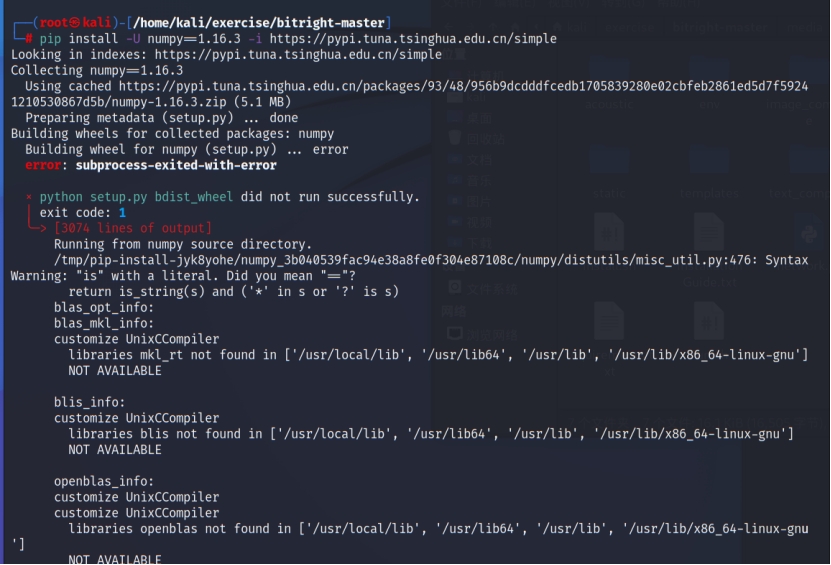 ┌──(root㉿kali)-[/home/kali/exercise/bitright-master]
└─# pip install -U numpy==1.16.3 -i https://pypi.tuna.tsinghua.edu.cn/simple
Looking in indexes: https://pypi.tuna.tsinghua.edu.cn/simple
Collecting numpy==1.16.3
  Using cached https://pypi.tuna.tsinghua.edu.cn/packages/93/48/956b9dcdddfcedb1705839280e02cbfeb2861ed5d7f5924
1210530867d5b/numpy-1.16.3.zip (5.1 MB)
  Preparing metadata (setup.py) ... done
Building wheels for collected packages: numpy
  Building wheel for numpy (setup.py) ... error
  error: subprocess-exited-with-error

  × python setup.py bdist_wheel did not run successfully.
  │ exit code: 1
  ╰─> [3074 lines of output]
      Running from numpy source directory.
      /tmp/pip-install-jyk8yohe/numpy_3b040539fac94e38a8fe0f304e87108c/numpy/distutils/misc_util.py:476: Syntax
Warning: "is" with a literal. Did you mean "=="?
        return is_string(s) and ('*' in s or '?' is s)
      blas_opt_info:
      blas_mkl_info:
      customize UnixCCompiler
        libraries mkl_rt not found in ['/usr/local/lib', '/usr/lib64', '/usr/lib', '/usr/lib/x86_64-linux-gnu']
        NOT AVAILABLE

      blis_info:
      customize UnixCCompiler
        libraries blis not found in ['/usr/local/lib', '/usr/lib64', '/usr/lib', '/usr/lib/x86_64-linux-gnu']
        NOT AVAILABLE

      openblas_info:
      customize UnixCCompiler
      customize UnixCCompiler
        libraries openblas not found in ['/usr/local/lib', '/usr/lib64', '/usr/lib', '/usr/lib/x86_64-linux-gnu
']
        NOT AVAILABLE